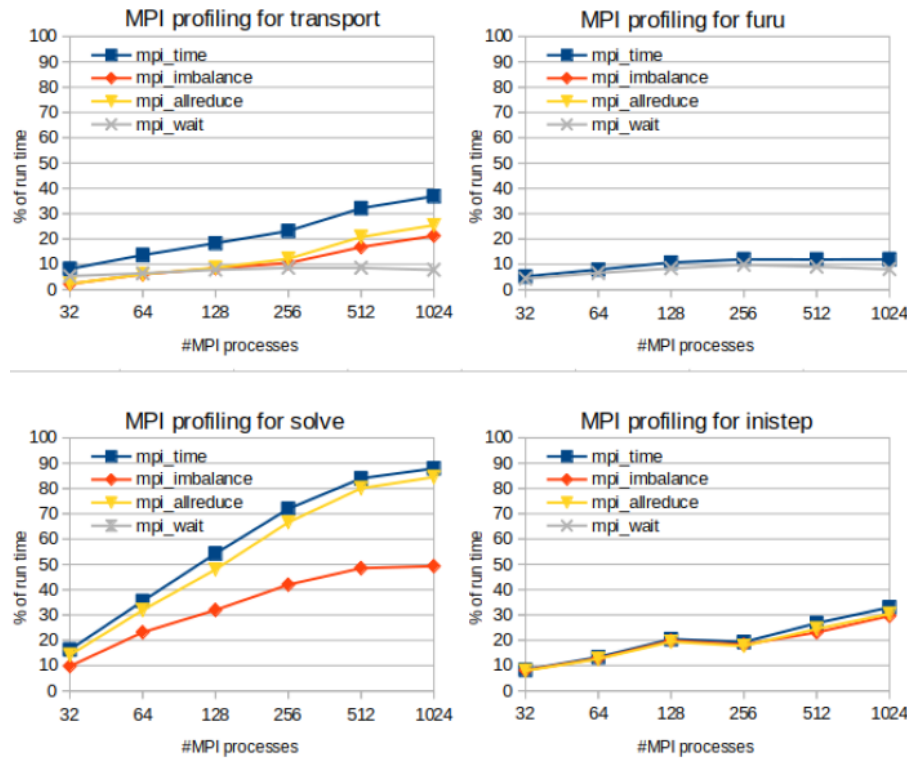 MPI profiling for transport
100
90
80
70
60
50
40
30
20
10
0
% of run time
mpi_time
mpi_imbalance
mpi_allreduce
mpi_wait
32 64 128 256 512 1024
#MPI processes
MPI profiling for furu
100
90
80
70
60
50
40
30
20
10
0
% of run time
mpi_time
mpi_imbalance
mpi_allreduce
mpi_wait
32 64 128 256 512 1024
#MPI processes
MPI profiling for solve
100
90
80
70
60
50
40
30
20
10
0
% of run time
mpi_time
mpi_imbalance
mpi_allreduce
mpi_wait
32 64 128 256 512 1024
#MPI processes
MPI profiling for inistep
100
90
80
70
60
50
40
30
20
10
0
% of run time
mpi_time
mpi_imbalance
mpi_allreduce
mpi_wait
32 64 128 256 512 1024
#MPI processes